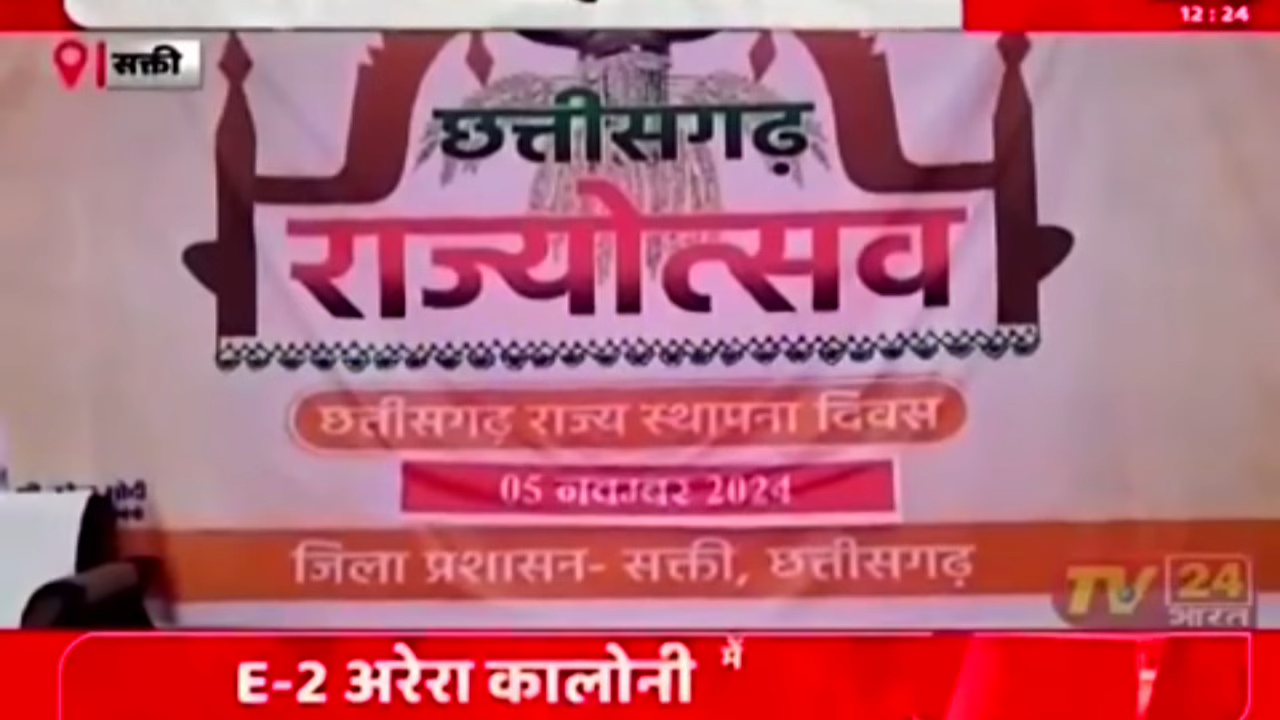 12:24
सक्ती
छत्तीसगढ़
राज्योत्सव
छत्तीसगढ़ राज्य स्थापना दिवस
05 नवम्बर 2024
जिला प्रशासन- सक्ती, छत्तीसगढ़
TV 24
भारत
E-2 अरेरा कालोनी में